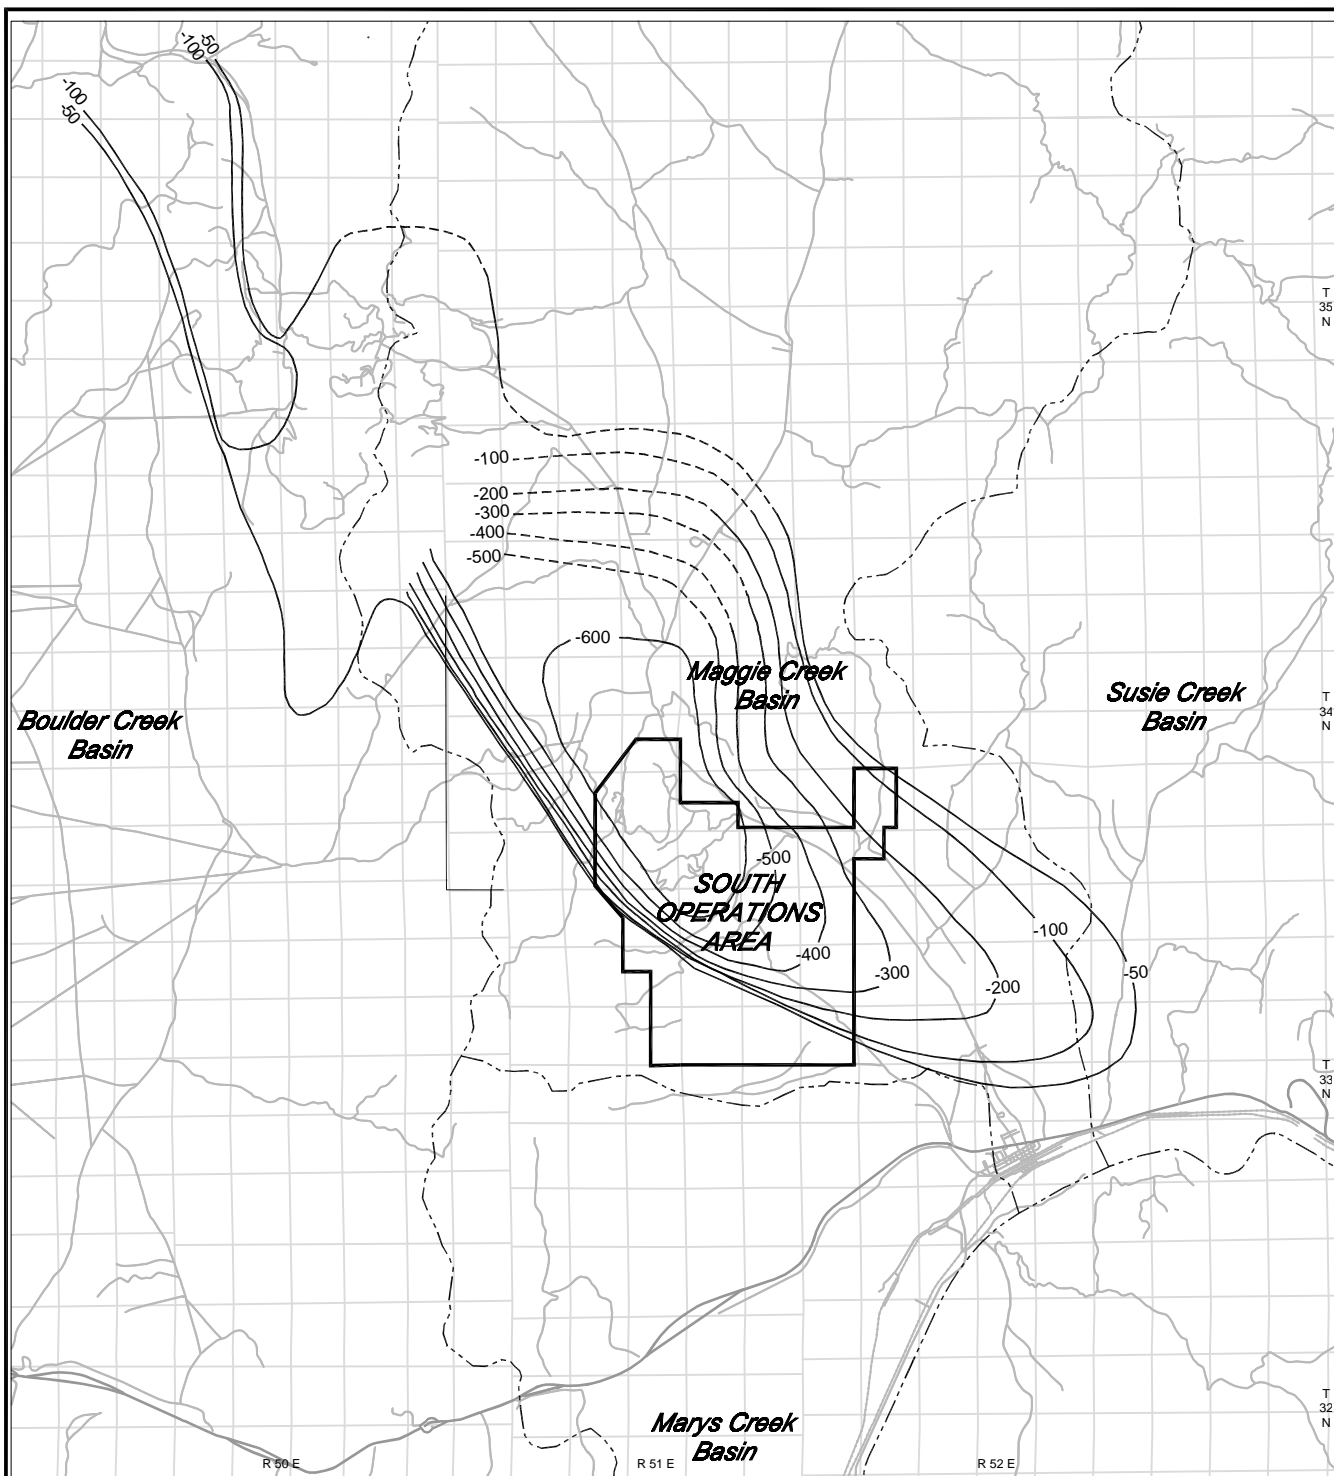 -50
-100
-100
-50
T
35
N
-100
-200
-300
-400
-500
-600
Maggie Creek
Basin
Susie Creek
Basin
T
34
N
Boulder Creek
Basin
-500
SOUTH
OPERATIONS
AREA
-100
-400
-300
-50
-200
T
33
N
T
32
N
Marys Creek
Basin
R 50 E
R 51 E
R 52 E